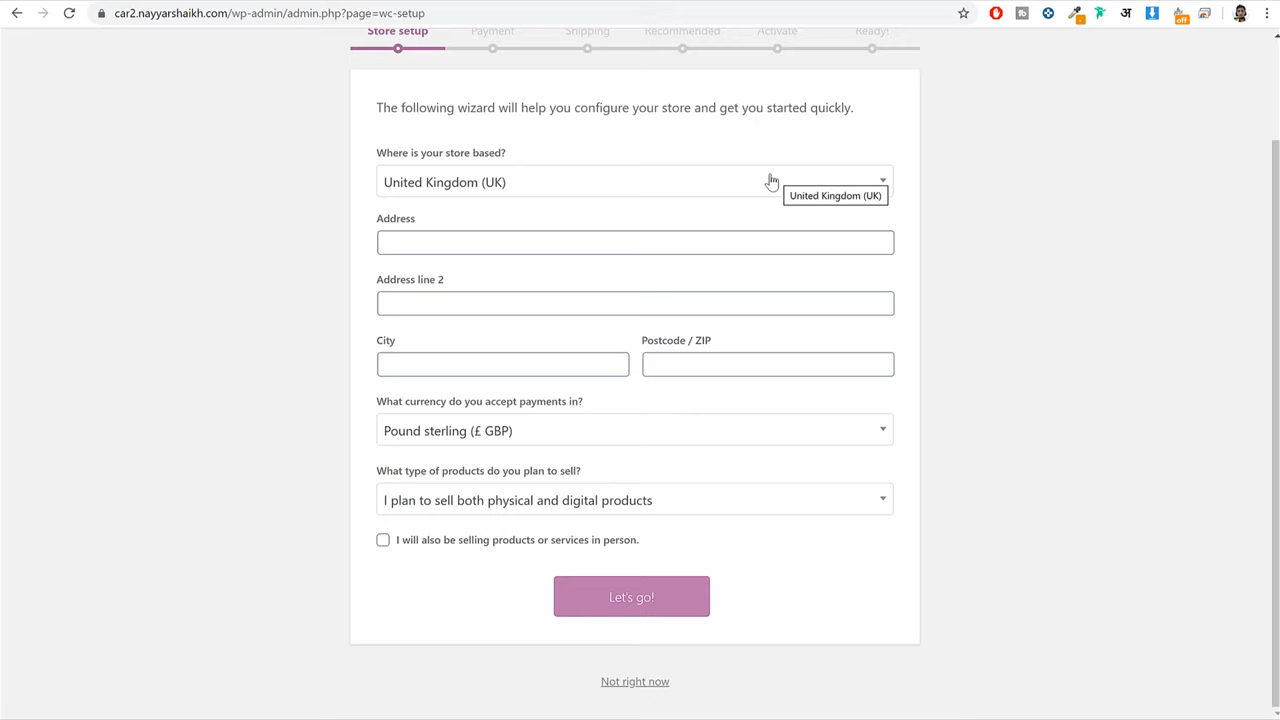 car2.nayyarshaikh.com/wp-admin/admin.php?page=wc-setup
off
Store setup
Payment
Shipping
Recommended
Activate
Ready!
The following wizard will help you configure your store and get you started quickly.
Where is your store based?
United Kingdom (UK)
United Kingdom (UK)
Address
Address line 2
City
Postcode / ZIP
What currency do you accept payments in?
Pound sterling (£ GBP)
What type of products do you plan to sell?
I plan to sell both physical and digital products
I will also be selling products or services in person.
Let's go!
Not right now